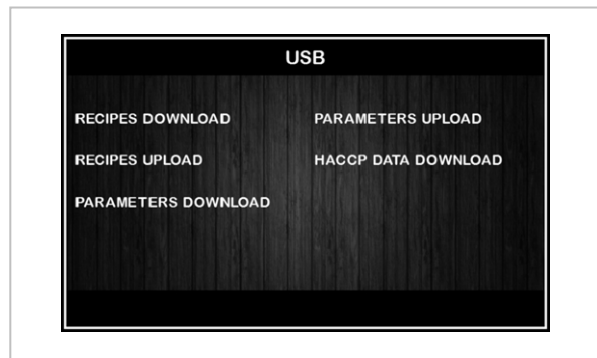 USB
RECIPES DOWNLOAD
RECIPES UPLOAD
PARAMETERS DOWNLOAD
PARAMETERS UPLOAD
HACCP DATA DOWNLOAD